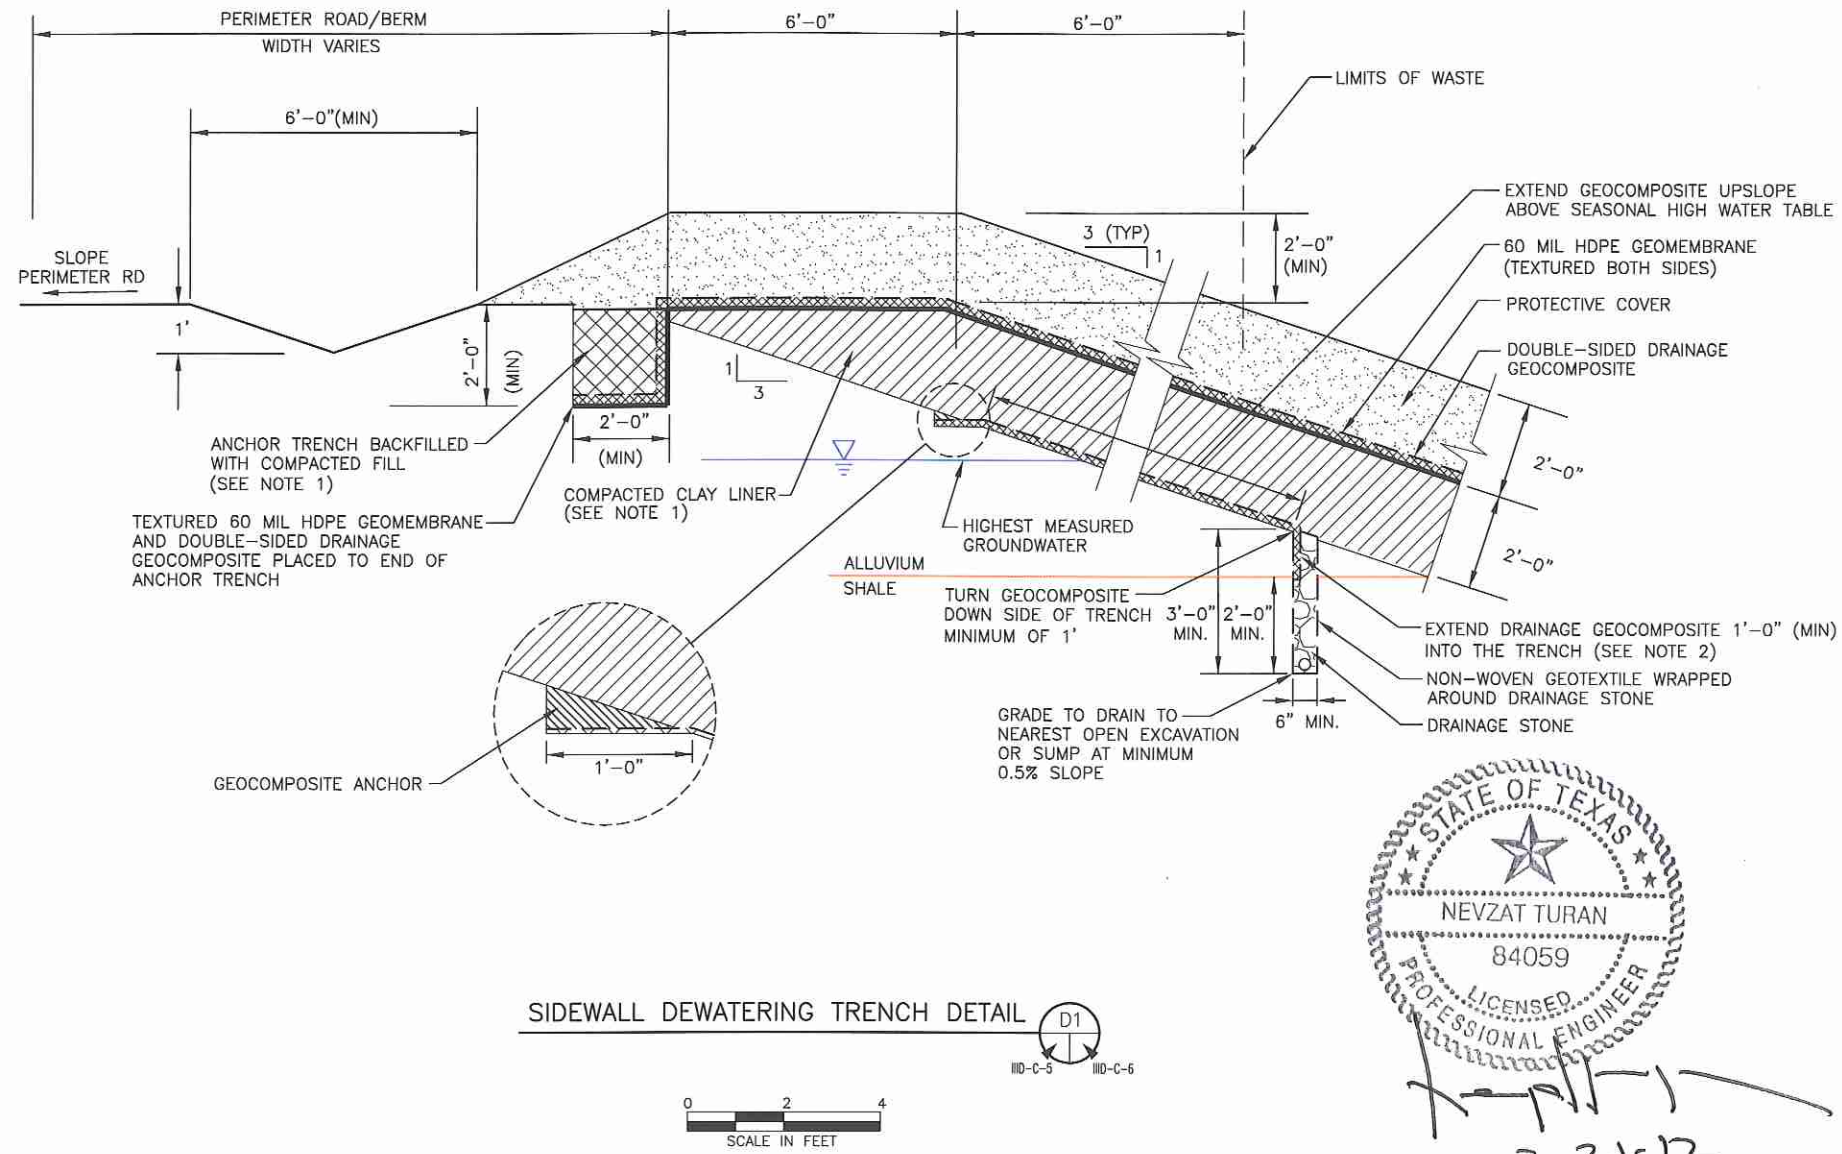 PERIMETER ROAD/BERM
WIDTH VARIES
6'-0"
6'-0"
LIMITS OF WASTE
6'-0"(MIN)
EXTEND GEOCOMPOSITE UPSLOPE
ABOVE SEASONAL HIGH WATER TABLE
60 MIL HDPE GEOMEMBRANE
(TEXTURED BOTH SIDES)
PROTECTIVE COVER
DOUBLE-SIDED DRAINAGE
GEOCOMPOSITE
3 (TYP)
1
2'-0"
(MIN)
SLOPE
PERIMETER RD
1'
2'-0"
(MIN)
1
3
2'-0"
(MIN)
2'-0"
2'-0"
ANCHOR TRENCH BACKFILLED
WITH COMPACTED FILL
(SEE NOTE 1)
COMPACTED CLAY LINER
(SEE NOTE 1)
TEXTURED 60 MIL HDPE GEOMEMBRANE
AND DOUBLE-SIDED DRAINAGE
GEOCOMPOSITE PLACED TO END OF
ANCHOR TRENCH
HIGHEST MEASURED
GROUNDWATER
ALLUVIUM
SHALE
TURN GEOCOMPOSITE
DOWN SIDE OF TRENCH
MINIMUM OF 1'
3'-0"
MIN.
2'-0"
MIN.
EXTEND DRAINAGE GEOCOMPOSITE 1'-0" (MIN)
INTO THE TRENCH (SEE NOTE 2)
NON-WOVEN GEOTEXTILE WRAPPED
AROUND DRAINAGE STONE
DRAINAGE STONE
6" MIN.
GRADE TO DRAIN TO
NEAREST OPEN EXCAVATION
OR SUMP AT MINIMUM
0.5% SLOPE
1'-0"
GEOCOMPOSITE ANCHOR
STATE OF TEXAS
NEVZAT TURAN
84059
LICENSED
PROFESSIONAL ENGINEER
SIDEWALL DEWATERING TRENCH DETAIL
D1
IIID-C-5
IIID-C-6
0 2 4
SCALE IN FEET